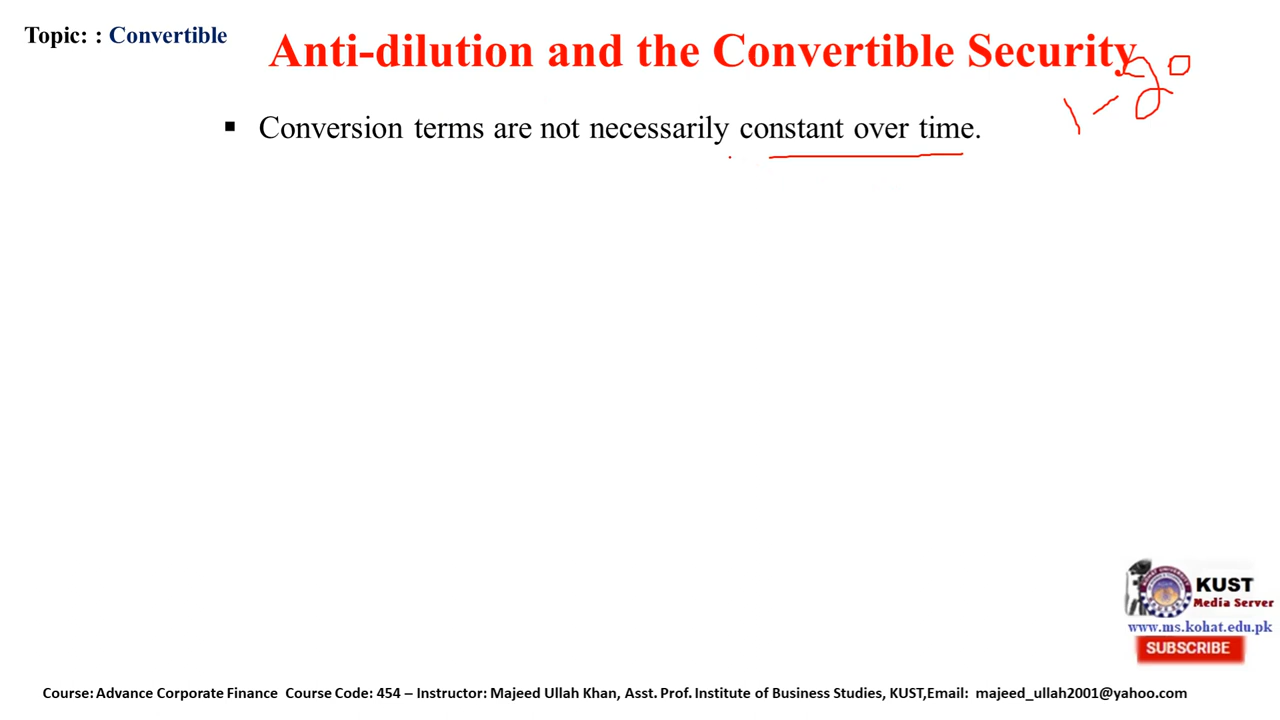 Topic: : Convertible
Anti-dilution and the Convertible Security
▪ Conversion terms are not necessarily constant over time.
KUST
Media Server
www.ms.kohat.edu.pk
SUBSCRIBE
Course: Advance Corporate Finance Course Code: 454 – Instructor: Majeed Ullah Khan, Asst. Prof. Institute of Business Studies, KUST,Email: majeed_ullah2001@yahoo.com